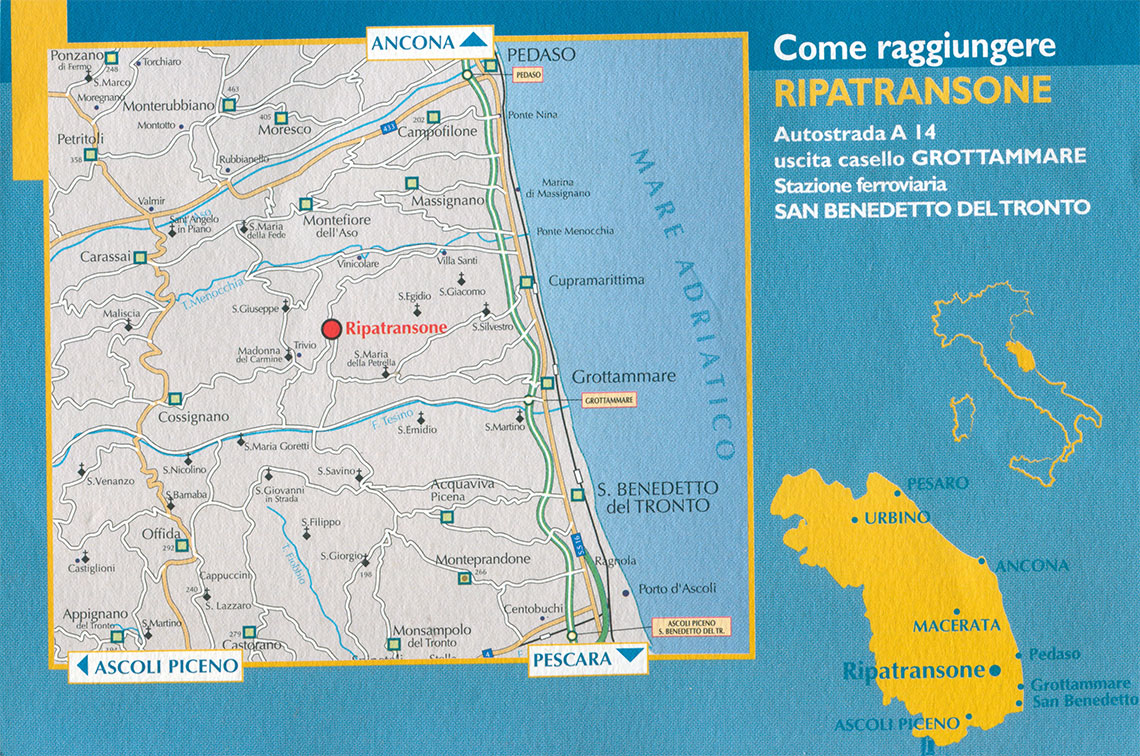 ANCONA
PEDASO
PEDASO
Ponzano
di Fermo
248
S. Marco
Torchiaro
Moregnano
Monterubbiano
463
Montotto
405
Moresco
202
Campofilone
433
Ponte Nina
Petritoli
358
Rubbianello
Marina
di Massignano
Massignano
Valmir
Aso
Sant'Angelo
in Piano
S.Maria
della Fede
Montefiore
dell'Aso
Ponte Menocchia
Carassai
Vinicolare
Villa Santi
T.Menocchia
S.Giacomo
Cupramarittima
S.Giuseppe
S.Egidio
Maliscia
Ripatransone
S.Silvestro
Madonna
del Carmine
Trivio
S.Maria
della Petrella
Grottammare
GROTTAMMARE
Cossignano
F. Tesino
S.Emidio
S.Martino
S.Maria Goretti
S.Venanzo
S.Nicolino
S.Savino
S.Giovanni
in Strada
S.Barnaba
Acquaviva
Picena
S. BENEDETTO
del TRONTO
S.Filippo
Offida
292
T. Fiobbio
SS 16
Castiglioni
S.Giorgio
198
Monteprandone
266
Ragnola
Cappuccini
240
S. Lazzaro
Porto d'Ascoli
Centobuchi
Appignano
del Tronto
194
S.Martino
279
Castorano
Monsampolo
del Tronto
4
ASCOLI PICENO
S. BENEDETTO DEL TR.
ASCOLI PICENO
PESCARA
MARE ADRIATICO
Come raggiungere
RIPATRANSONE
Autostrada A 14
uscita casello GROTTAMMARE
Stazione ferroviaria
SAN BENEDETTO DEL TRONTO
PESARO
URBINO
ANCONA
MACERATA
Pedaso
Ripatransone
Grottammare
San Benedetto
ASCOLI PICENO